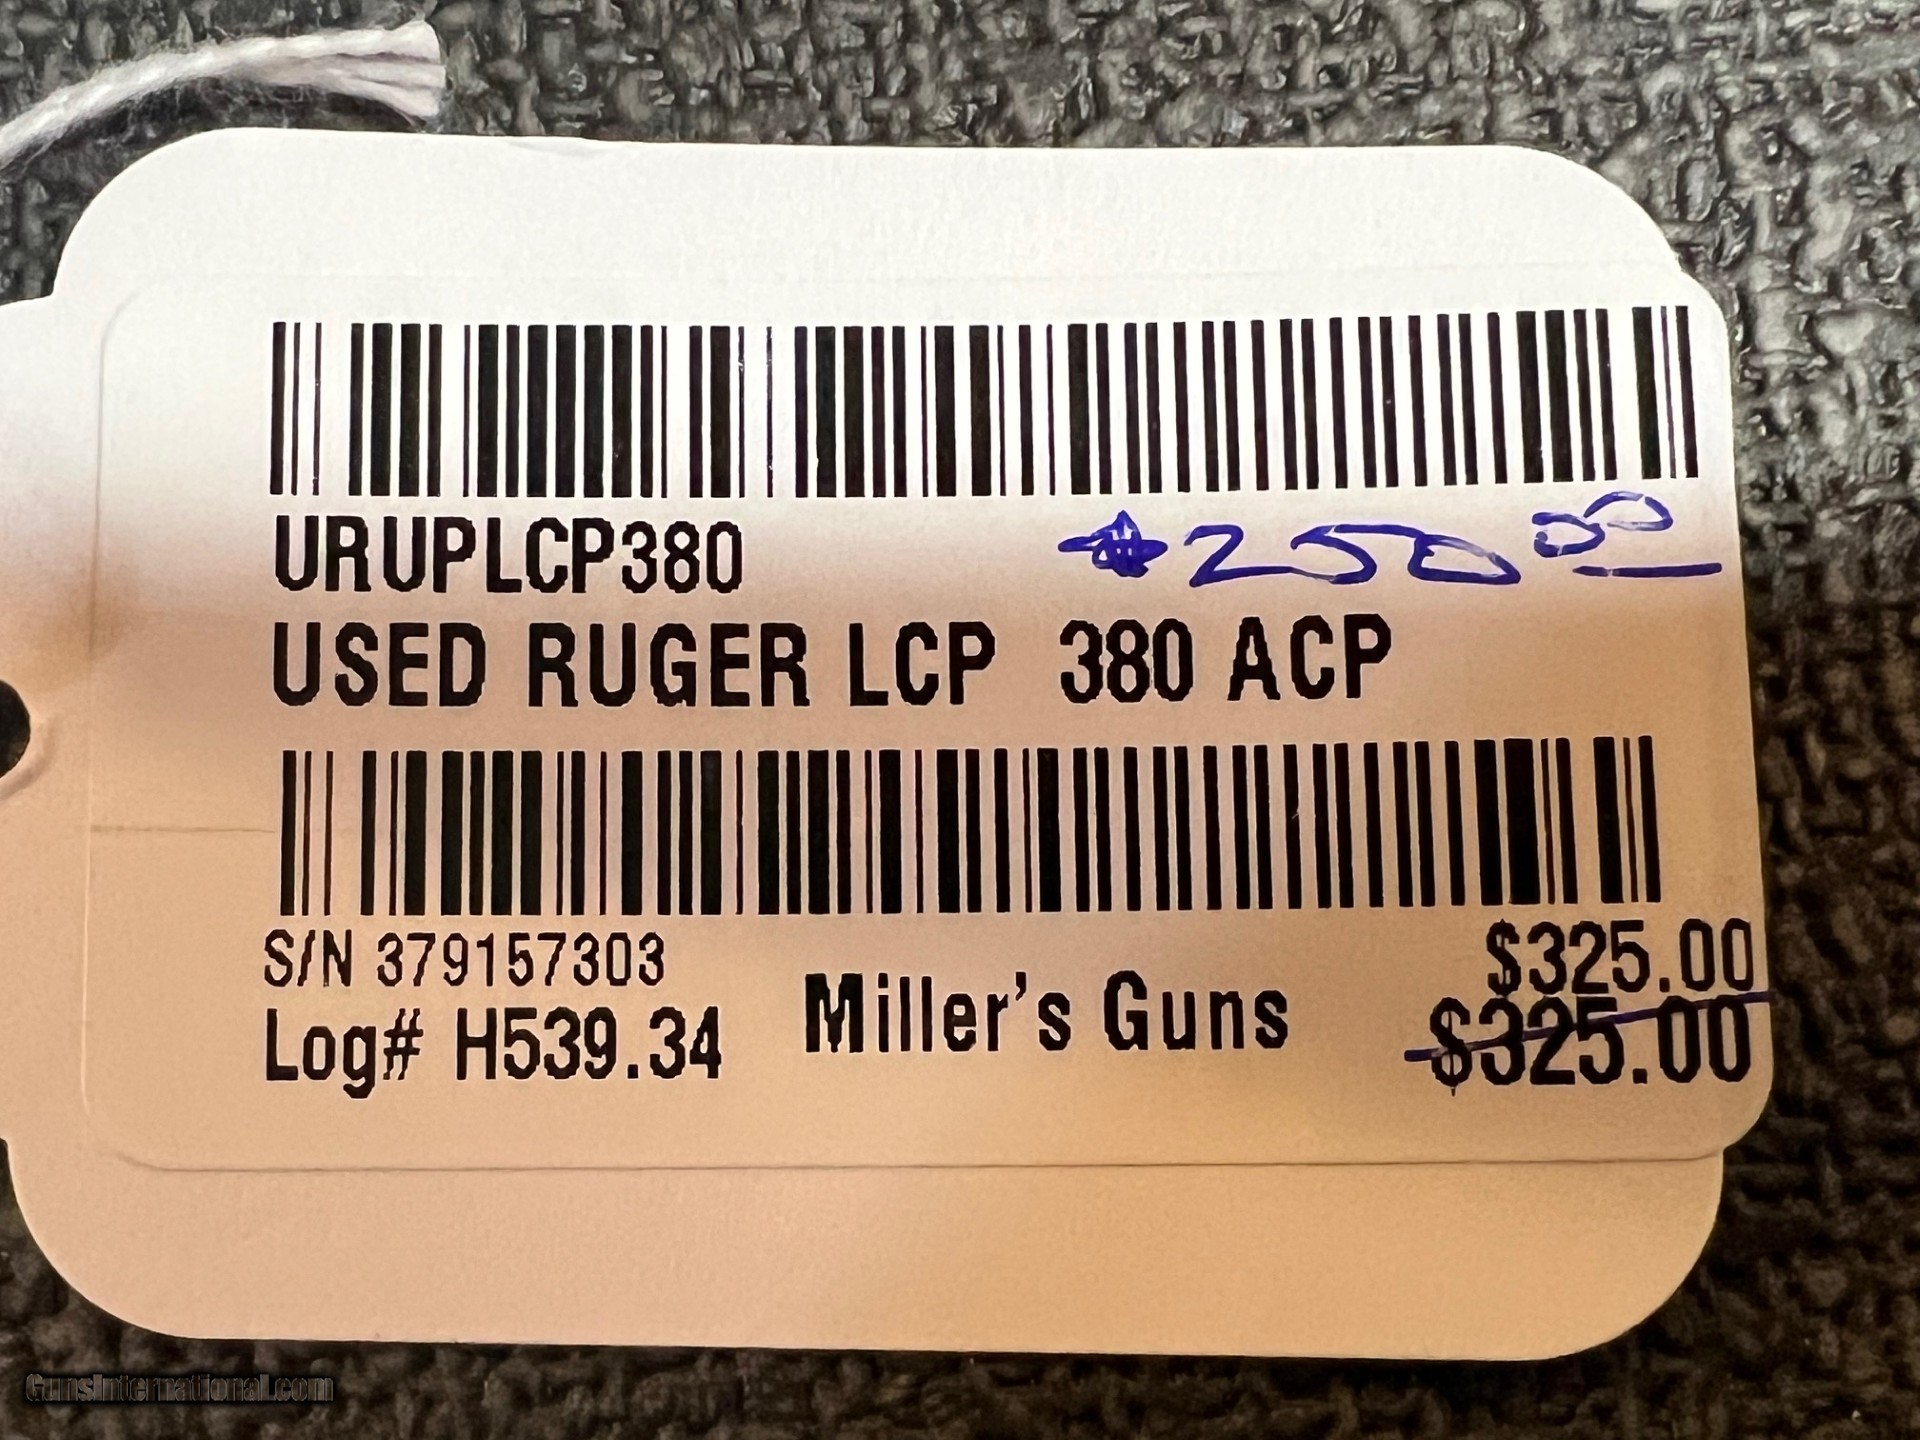 URUPLCP380 $250 00
USED RUGER LCP 380 ACP
S/N 379157303
$325.00
Log# H539.34 Miller's Guns $325.00
GunsInternational.com